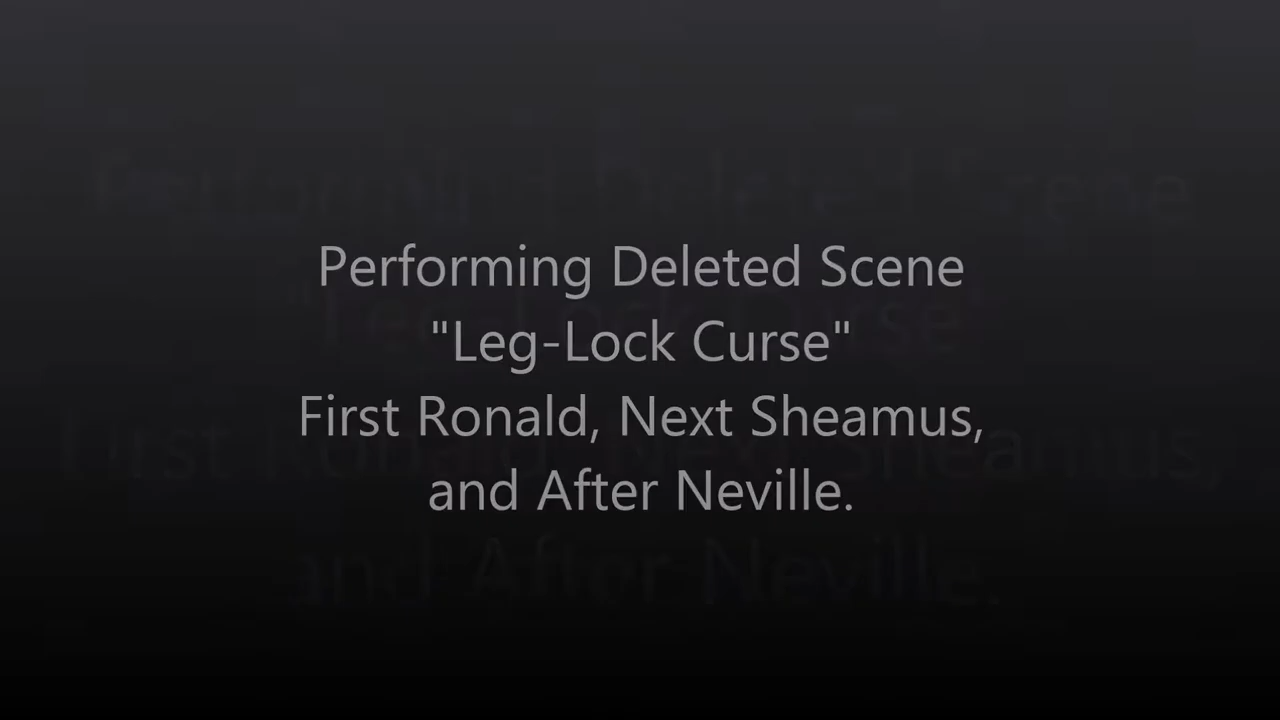 Performing Deleted Scene
"Leg-Lock Curse"
First Ronald, Next Sheamus,
and After Neville.